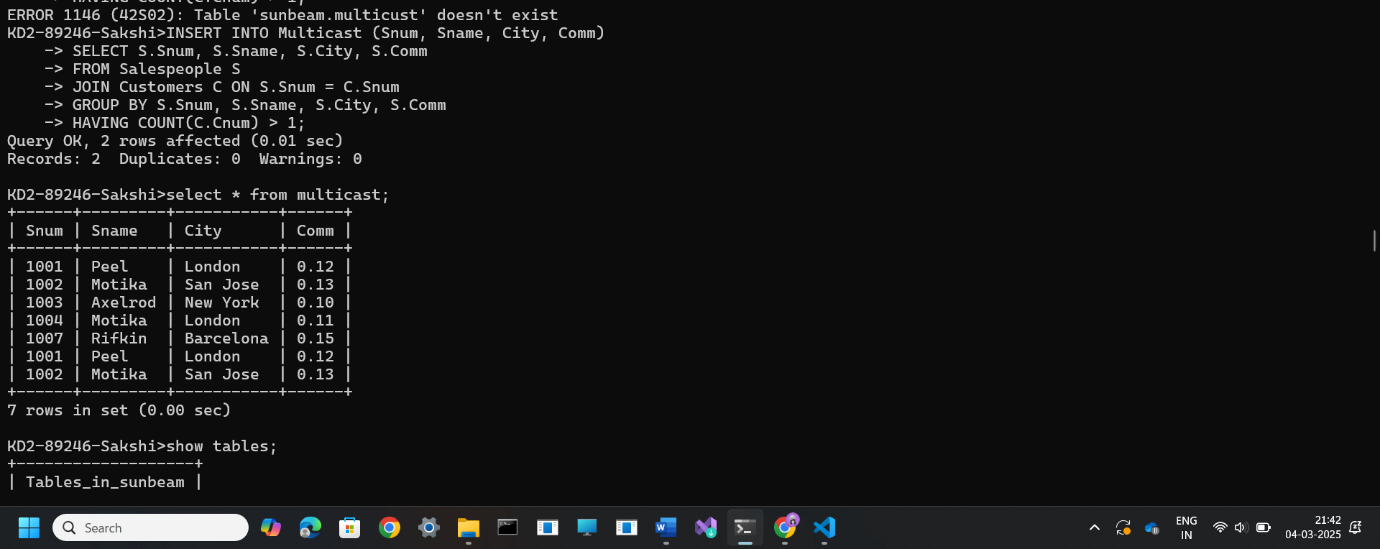 ERROR 1146 (42S02): Table 'sunbeam.multicust' doesn't exist
KD2-89246-Sakshi>INSERT INTO Multicast (Snum, Sname, City, Comm)
    -> SELECT S.Snum, S.Sname, S.City, S.Comm
    -> FROM Salespeople S
    -> JOIN Customers C ON S.Snum = C.Snum
    -> GROUP BY S.Snum, S.Sname, S.City, S.Comm
    -> HAVING COUNT(C.Cnum) > 1;
Query OK, 2 rows affected (0.01 sec)
Records: 2  Duplicates: 0  Warnings: 0
KD2-89246-Sakshi>select * from multicast;
+------+---------+-----------+------+
| Snum | Sname   | City      | Comm |
+------+---------+-----------+------+
| 1001 | Peel    | London    | 0.12 |
| 1002 | Motika  | San Jose  | 0.13 |
| 1003 | Axelrod | New York  | 0.10 |
| 1004 | Motika  | London    | 0.11 |
| 1007 | Rifkin  | Barcelona | 0.15 |
| 1001 | Peel    | London    | 0.12 |
| 1002 | Motika  | San Jose  | 0.13 |
+------+---------+-----------+------+
7 rows in set (0.00 sec)
KD2-89246-Sakshi>show tables;
+-------------------+
| Tables_in_sunbeam |
Search
ENG
IN
21:42
04-03-2025